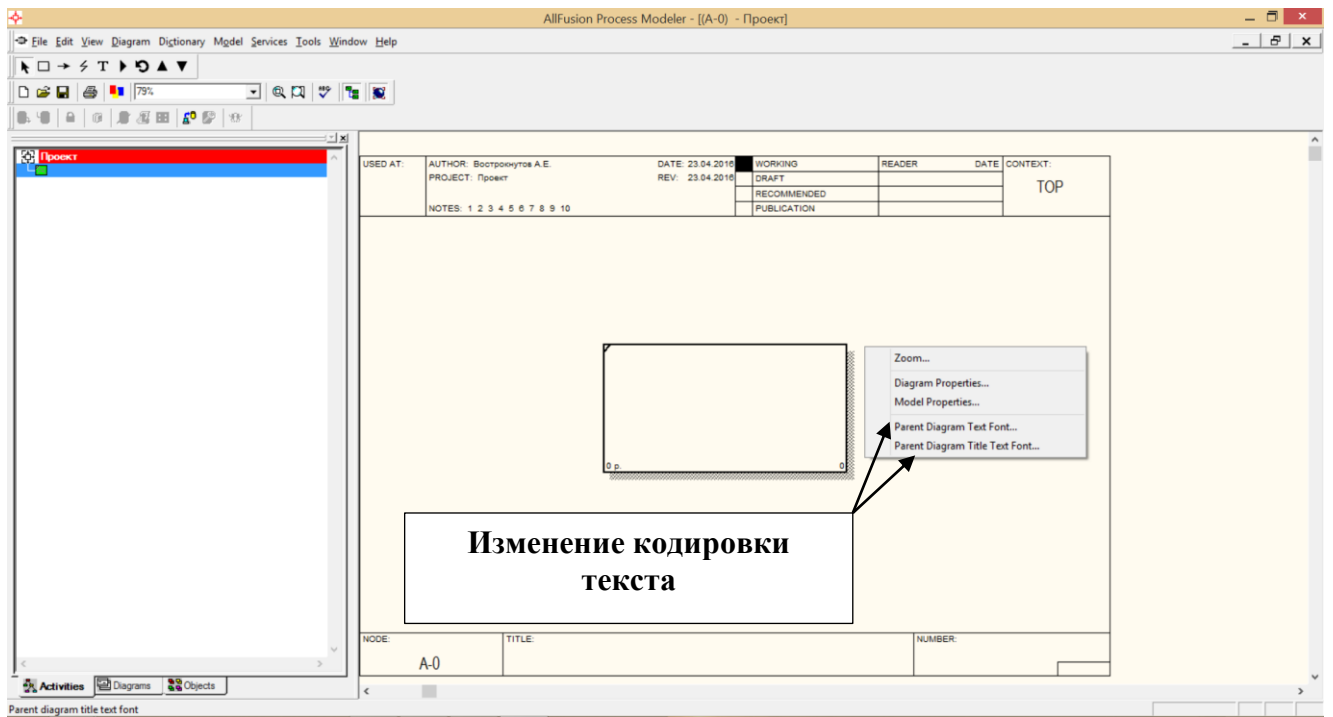 AllFusion Process Modeler - [(A-0) - Проект]
File Edit View Diagram Dictionary Model Services Tools Window Help
79%
Проект
USED AT: AUTHOR: Вострокнутов А.Е. DATE: 23.04.2016 WORKING READER DATE CONTEXT:
PROJECT: Проект REV: 23.04.2016 DRAFT
TOP
RECOMMENDED
NOTES: 1 2 3 4 5 6 7 8 9 10 PUBLICATION
Zoom...
Diagram Properties...
Model Properties...
Parent Diagram Text Font...
Parent Diagram Title Text Font...
0 р. 0
Изменение кодировки
текста
NODE: TITLE: NUMBER:
A-0
Activities Diagrams Objects
Parent diagram title text font